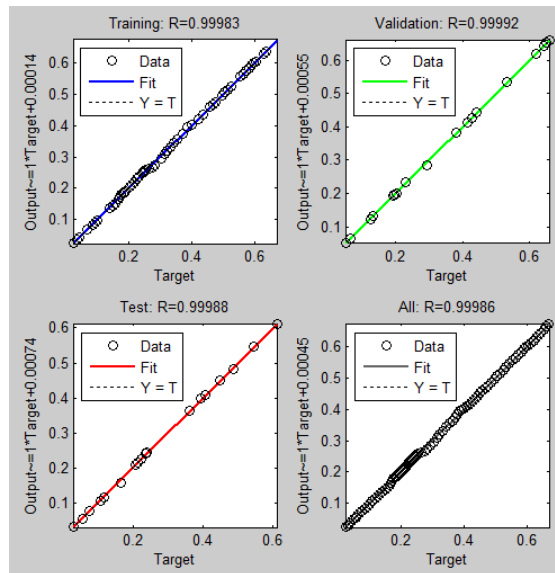 Training: R=0.99983
Output~=1*Target+0.00014
0.6
0.5
0.4
0.3
0.2
0.1
Data
Fit
Y = T
0.2
0.4
0.6
Target
Validation: R=0.99992
Output~=1*Target+0.00055
0.6
0.5
0.4
0.3
0.2
0.1
Data
Fit
Y = T
0.2
0.4
0.6
Target
Test: R=0.99988
Output~=1*Target+0.00074
0.6
0.5
0.4
0.3
0.2
0.1
Data
Fit
Y = T
0.2
0.4
0.6
Target
All: R=0.99986
Output~=1*Target+0.00045
0.6
0.5
0.4
0.3
0.2
0.1
Data
Fit
Y = T
0.2
0.4
0.6
Target